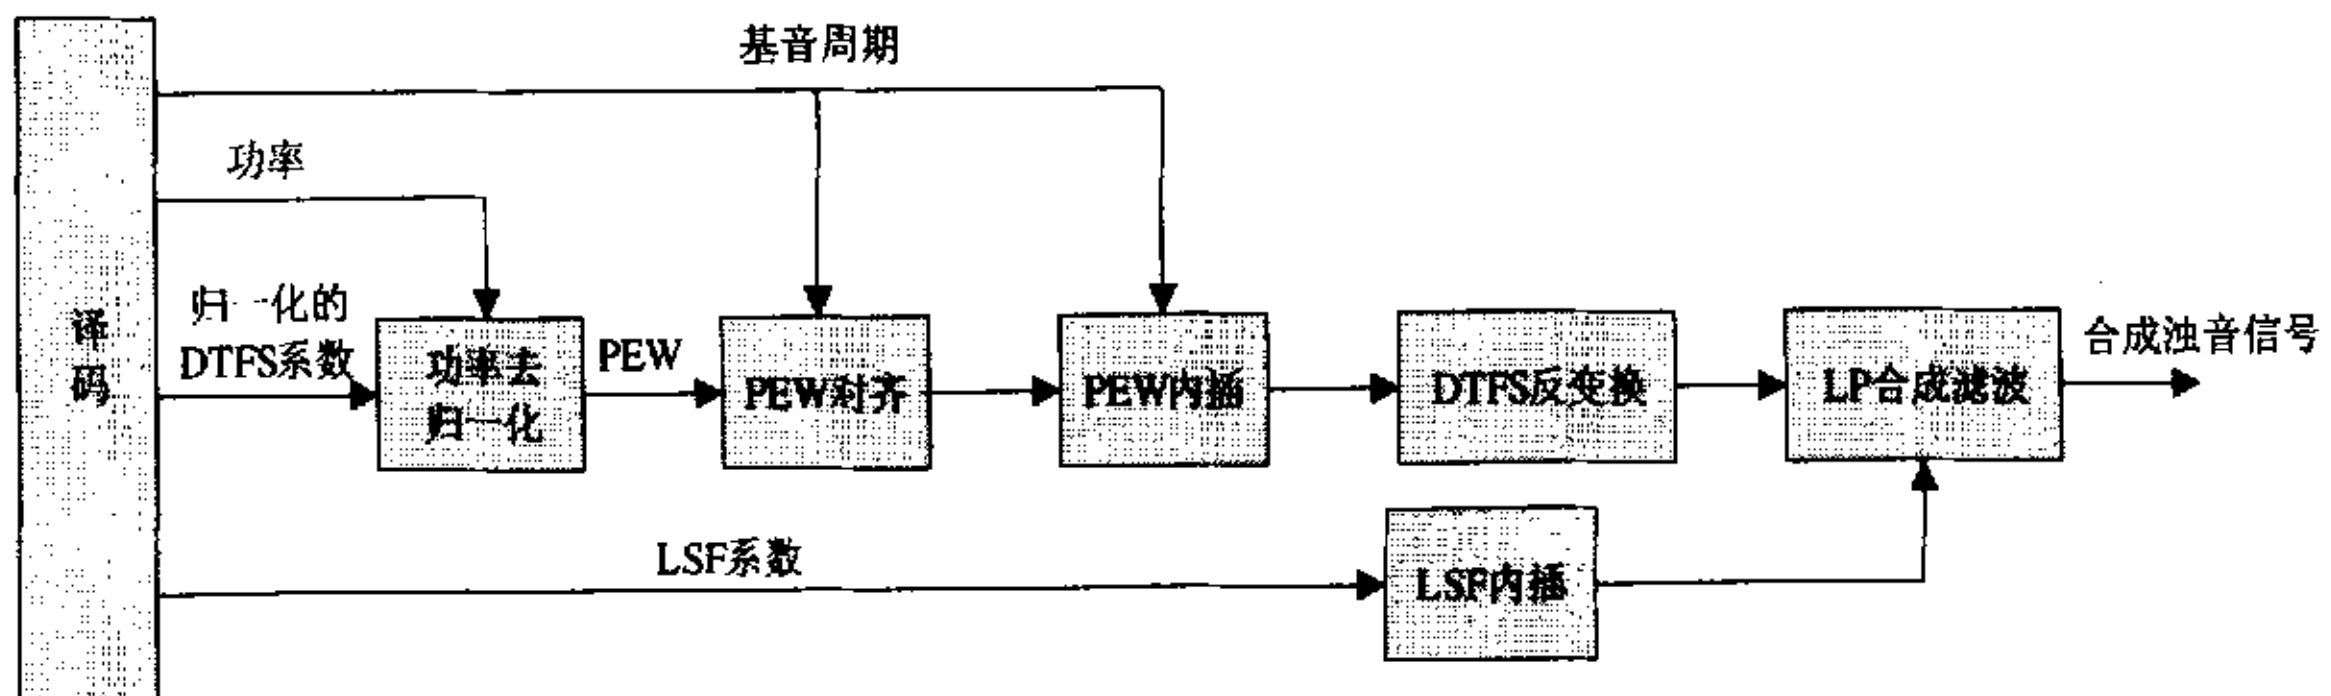 基音周期
功率
归一化的
DTFS系数
译
码
功率去
归一化
PEW
PEW对齐
PEW内插
DTFS反变换
LP合成滤波
合成浊音信号
LSF系数
LSF内插